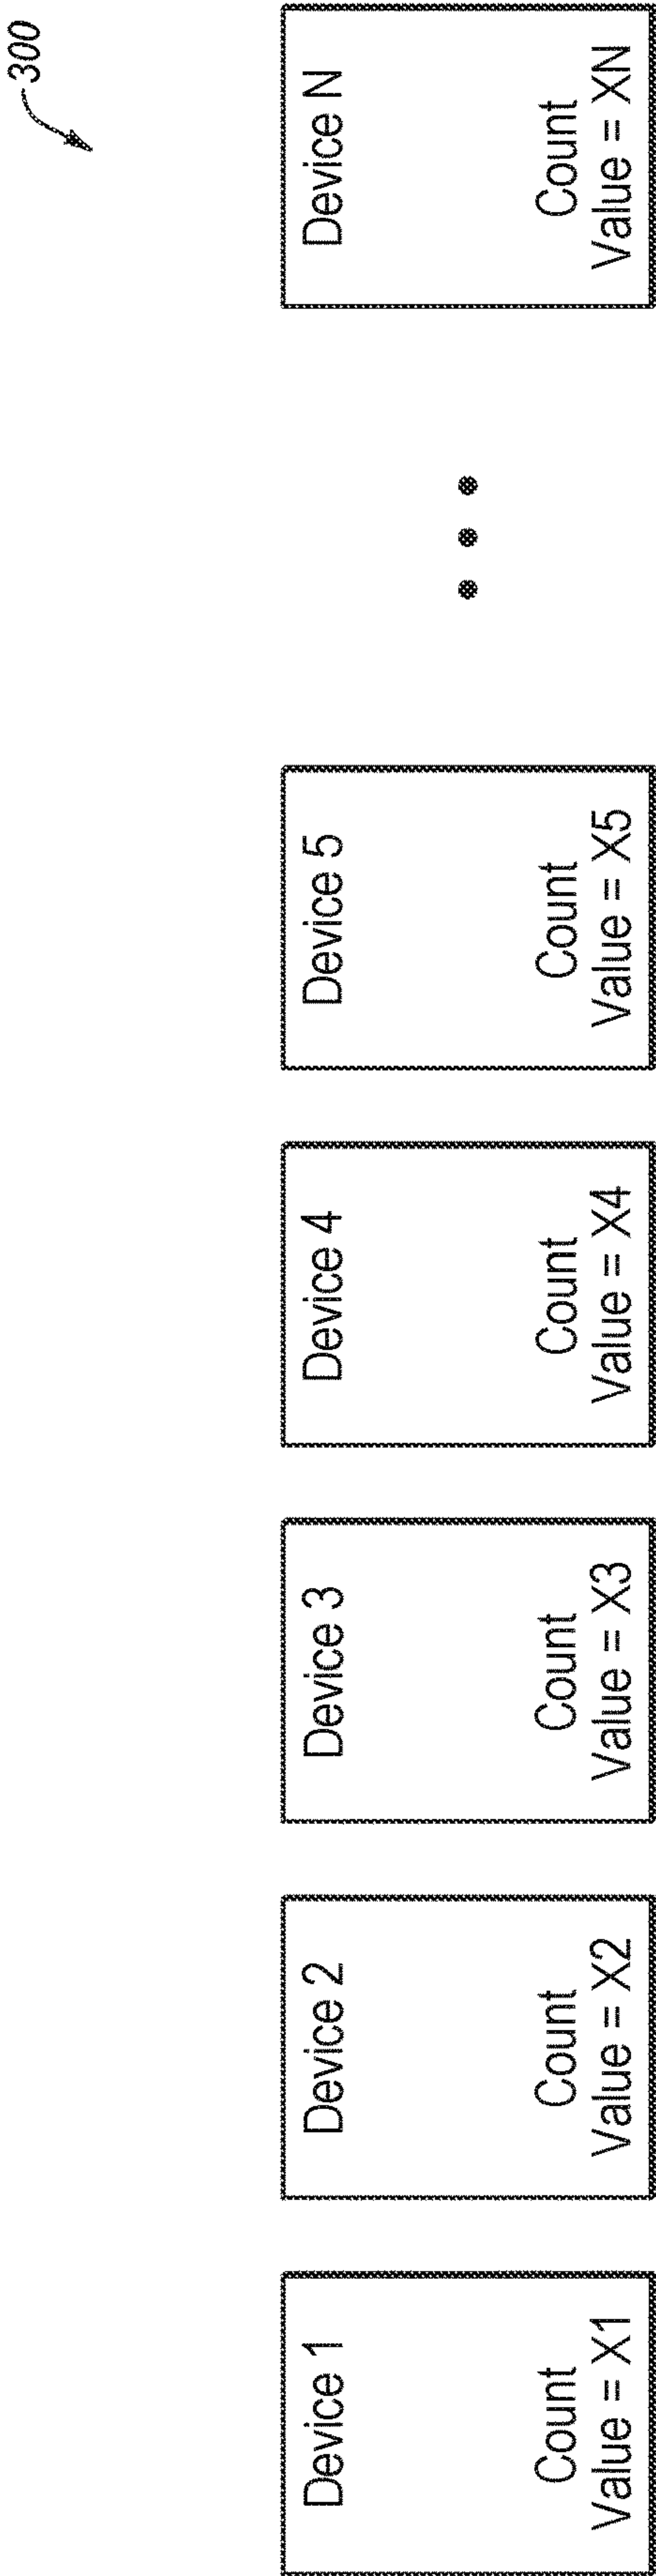 300
Device 1
Count
Value = X1
Device 2
Count
Value = X2
Device 3
Count
Value = X3
Device 4
Count
Value = X4
Device 5
Count
Value = X5
Device N
Count
Value = XN